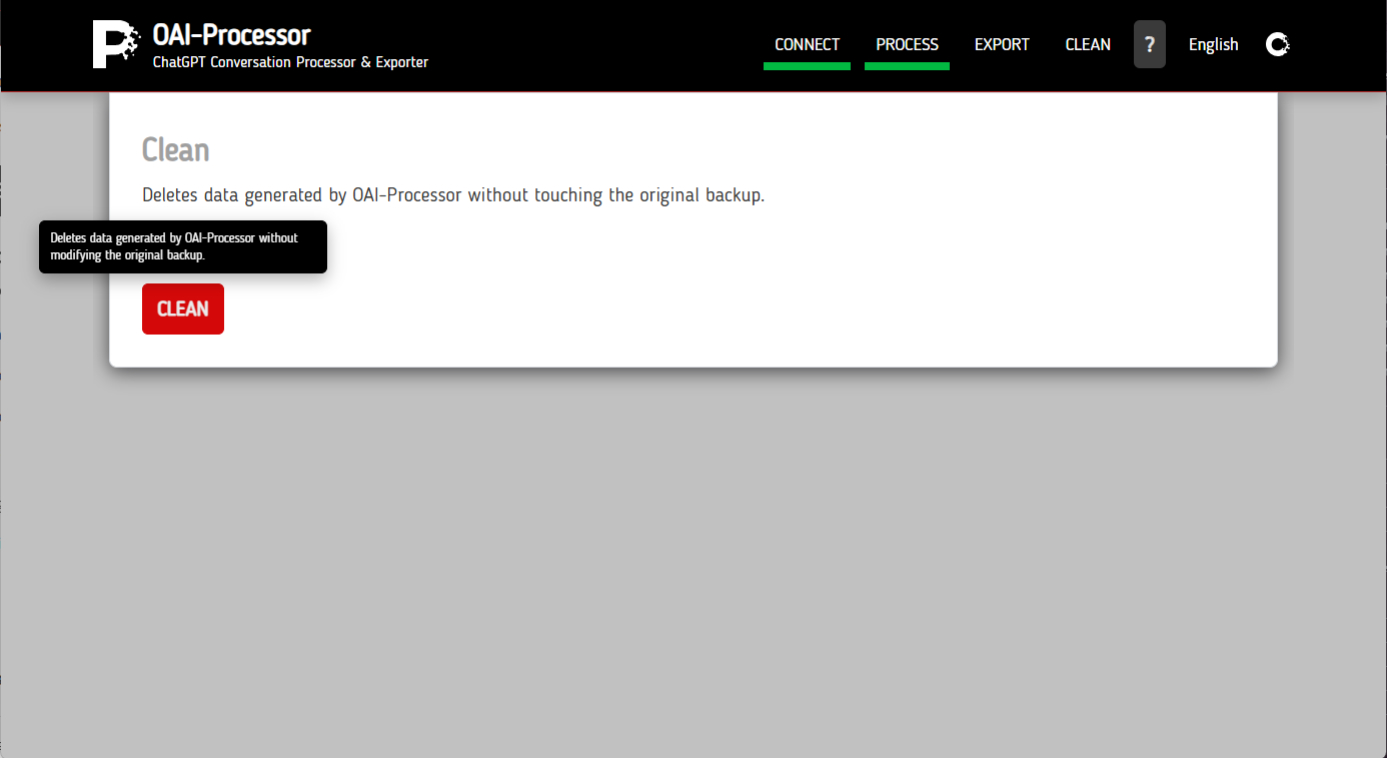 OAI-Processor
ChatGPT Conversation Processor & Exporter
CONNECT PROCESS EXPORT CLEAN ? English
Clean
Deletes data generated by OAI-Processor without touching the original backup.
Deletes data generated by OAI-Processor without
modifying the original backup.
CLEAN